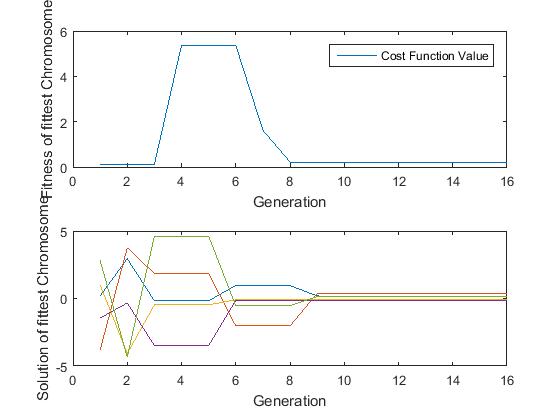 Fitness of fittest Chromosome
6
4
2
0
Cost Function Value
0 2 4 6 8 10 12 14 16
Generation
Solution of fittest Chromosome
5
0
-5
0 2 4 6 8 10 12 14 16
Generation